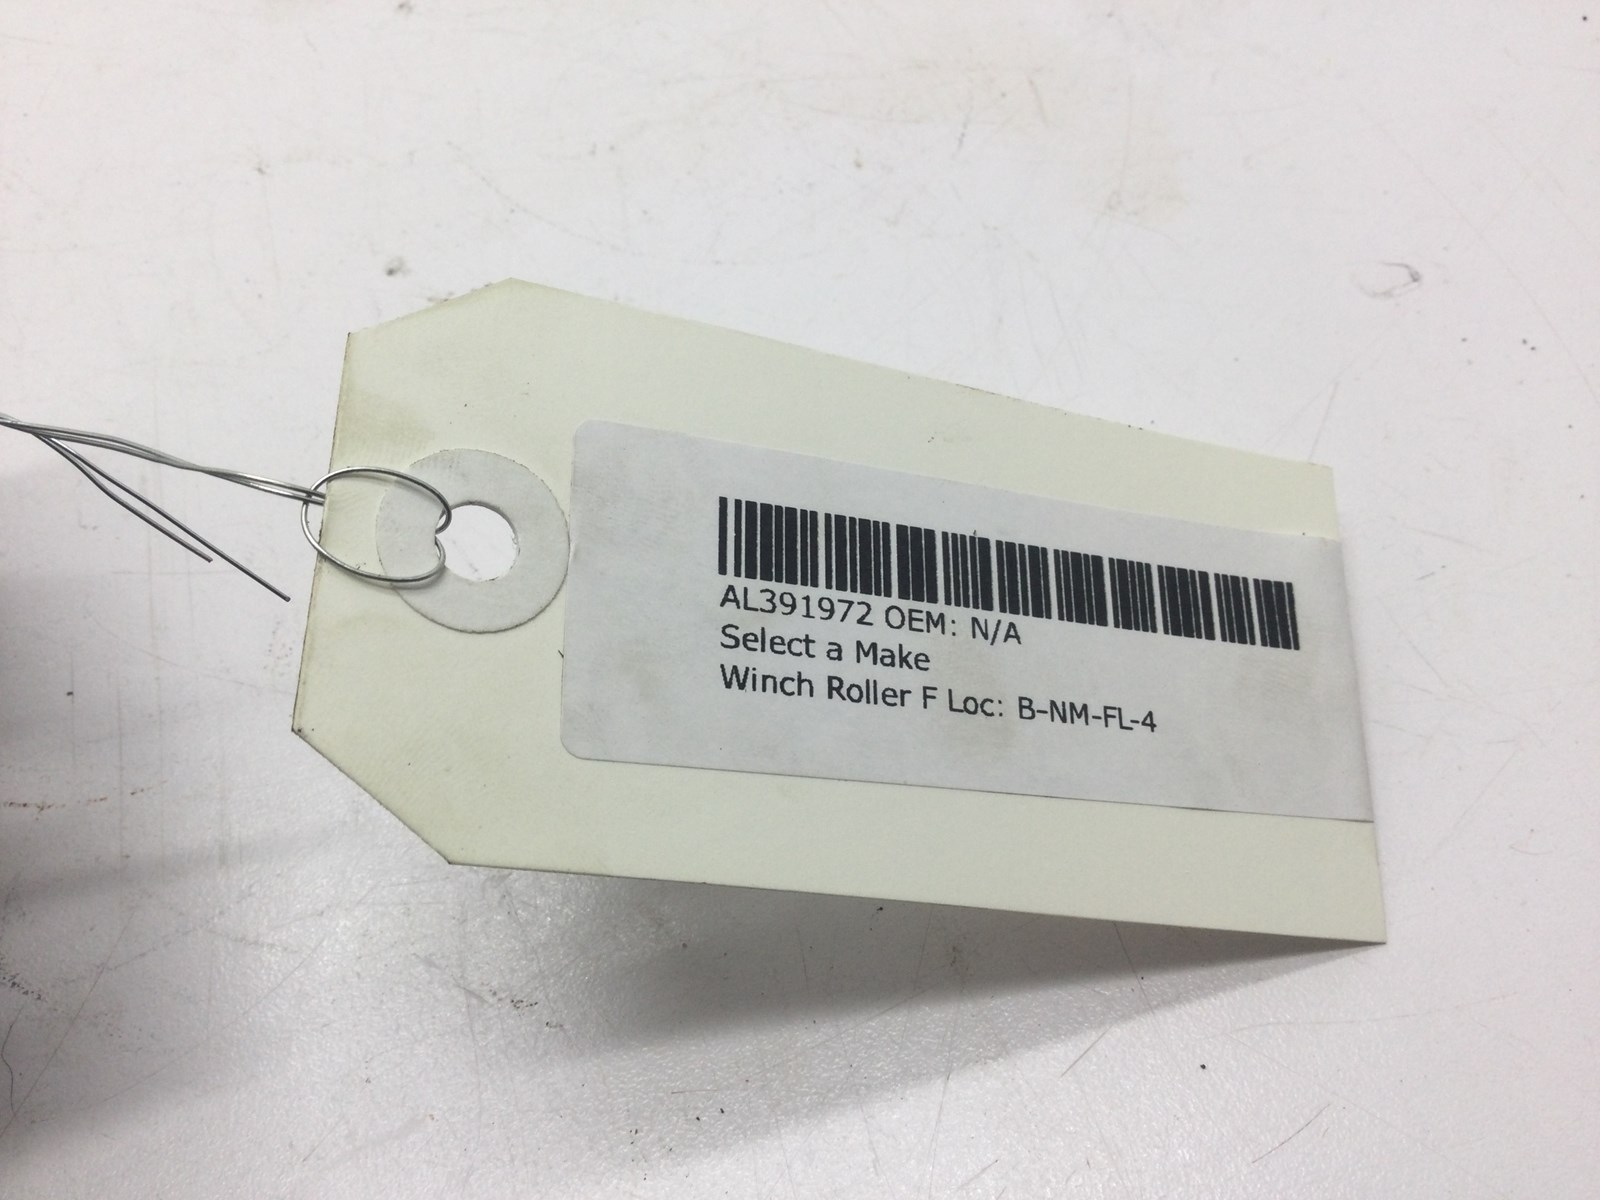 AL391972 OEM: N/A
Select a Make
Winch Roller F Loc: B-NM-FL-4